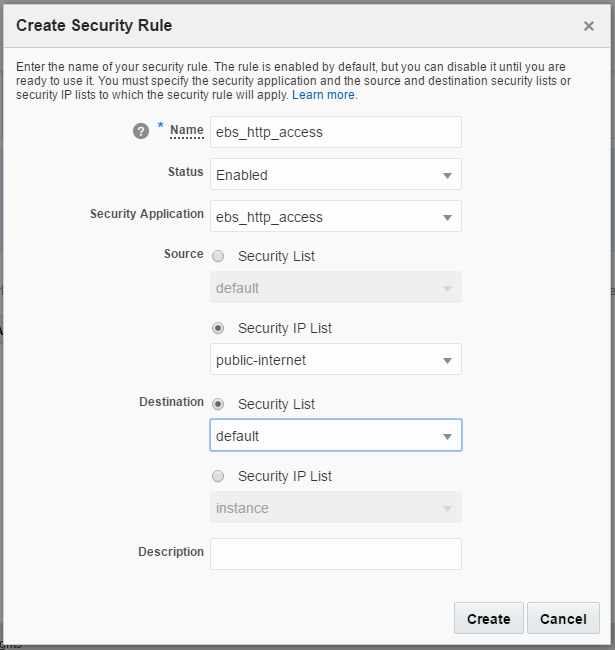 Create Security Rule
Enter the name of your security rule. The rule is enabled by default, but you can disable it until you are
ready to use it. You must specify the security application and the source and destination security lists or
security IP lists to which the security rule will apply. Learn more.
? * Name ebs_http_access
Status Enabled
Security Application ebs_http_access
Source Security List
default
Security IP List
public-internet
Destination Security List
default
Security IP List
instance
Description
Create Cancel